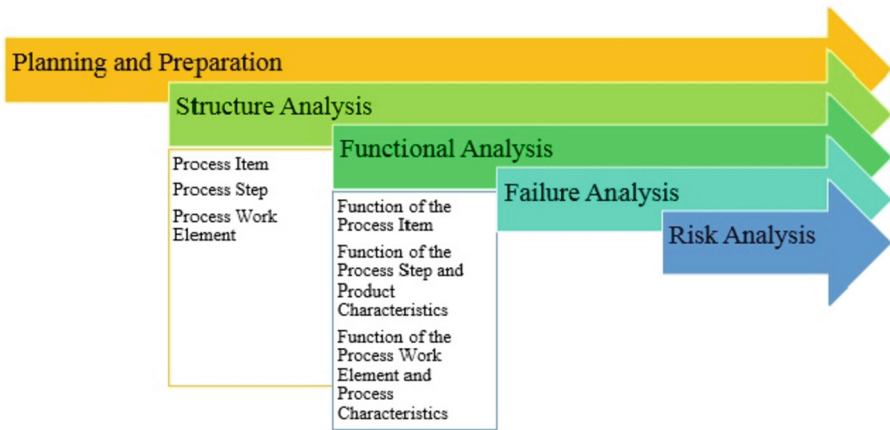 Planning and Preparation
Structure Analysis
Functional Analysis
Failure Analysis
Risk Analysis
Process Item
Process Step
Process Work
Element
Function of the
Process Item
Function of the
Process Step and
Product
Characteristics
Function of the
Process Work
Element and
Process
Characteristics